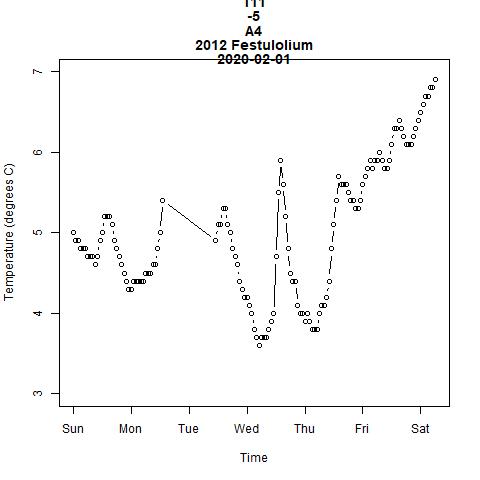 T11
-5
A4
2012 Festulolium
2020-02-01
Temperature (degrees C)
7
6
5
4
3
Sun Mon Tue Wed Thu Fri Sat
Time